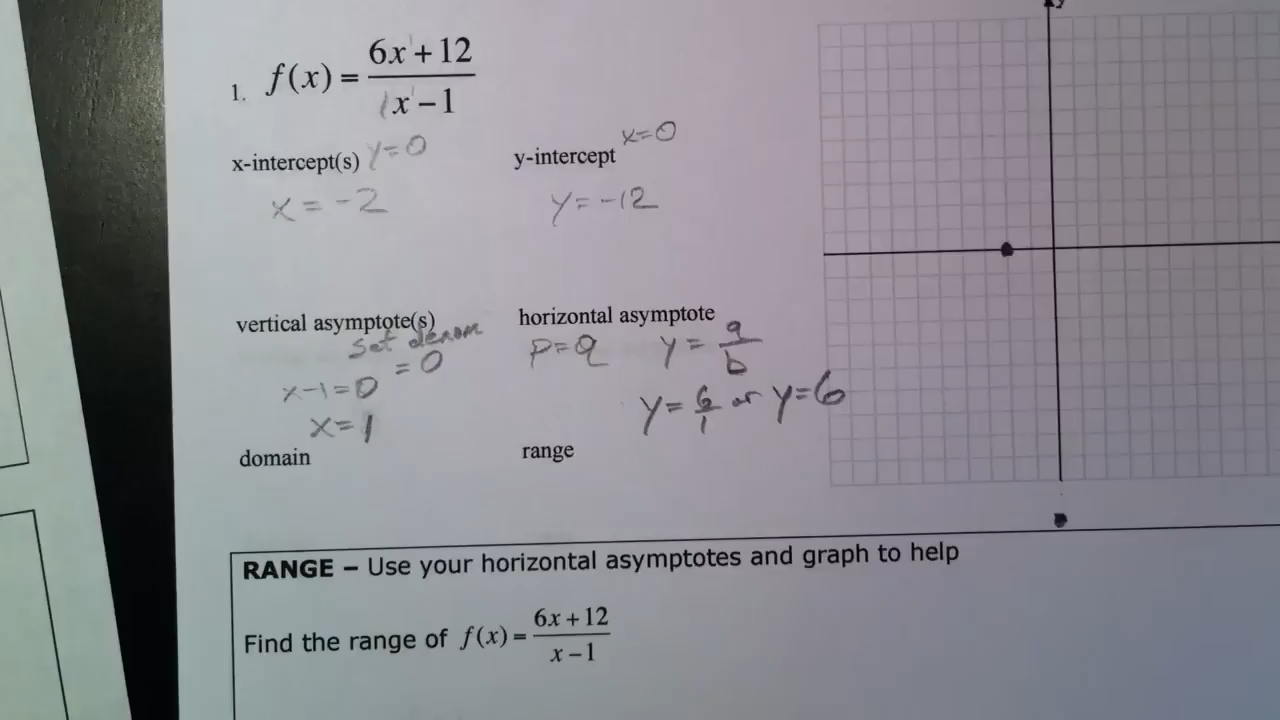 1. f(x) = (6x + 12)/(x − 1)
x-intercept(s) y=0
x = -2
y-intercept x=0
y = -12
vertical asymptote(s)
set denom
= 0
x-1=0
x=1
horizontal asymptote
P=Q y = a/b
y = 6/1 or y=6
domain
range
y
RANGE – Use your horizontal asymptotes and graph to help
Find the range of f(x) = (6x + 12)/(x − 1)